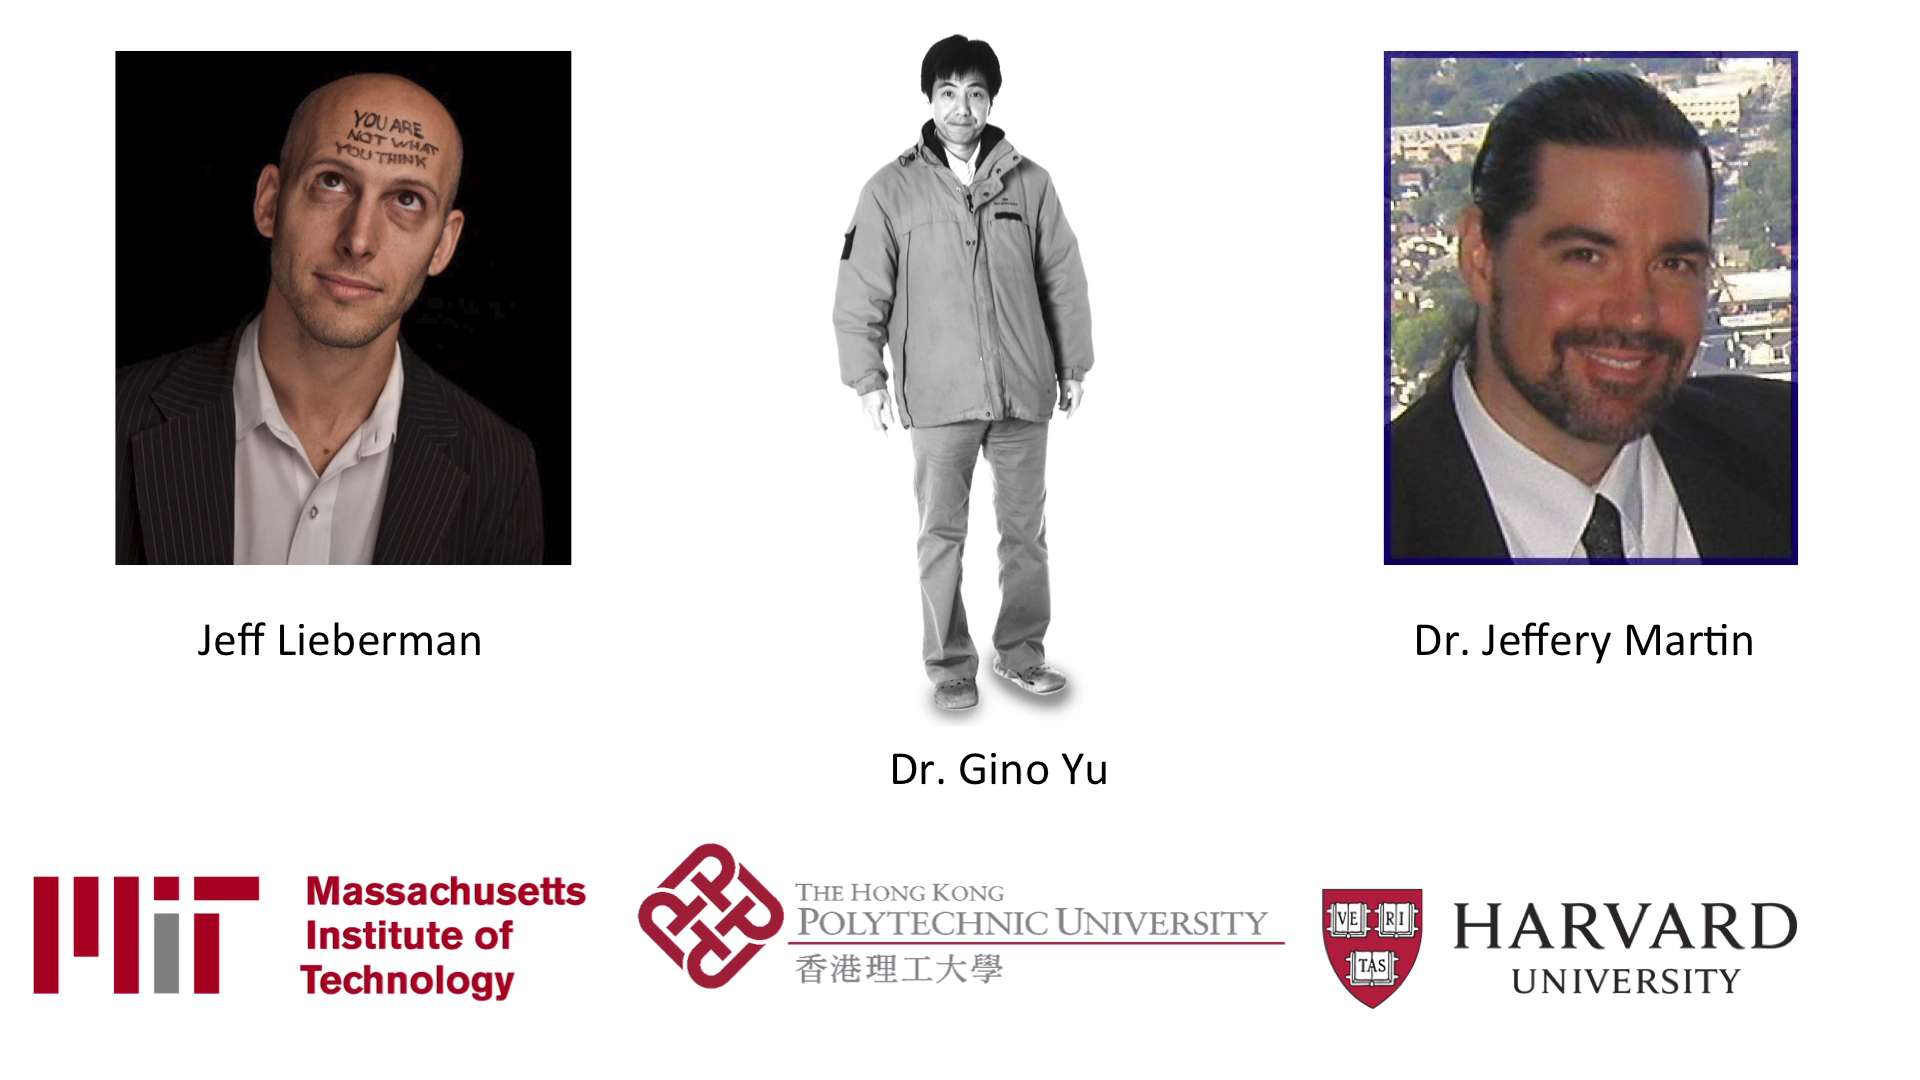 YOU ARE
NOT WHAT
YOU THINK
Jeff Lieberman
Dr. Gino Yu
Dr. Jeffery Martin
MIT
Massachusetts
Institute of
Technology
THE HONG KONG
POLYTECHNIC UNIVERSITY
香港理工大學
VE RI
TAS
HARVARD
UNIVERSITY